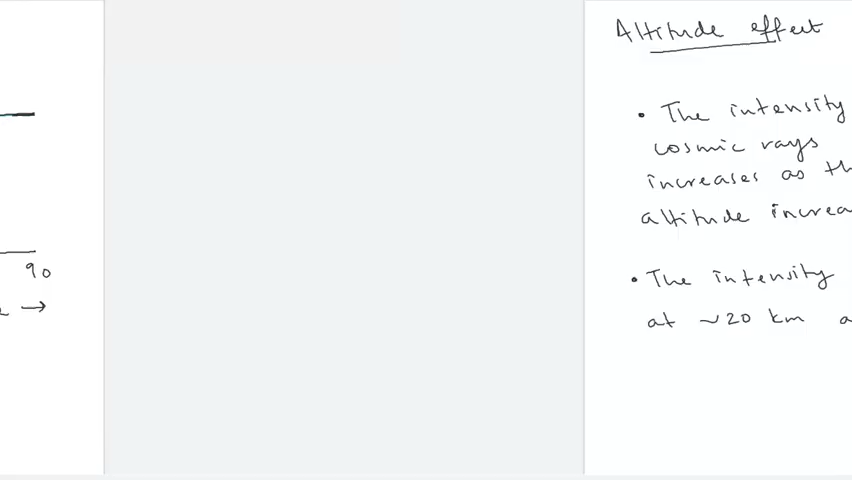 90
→
Altitude effect
• The intensity
cosmic rays
increases as th
altitude increa
• The intensity
at ~20 km a